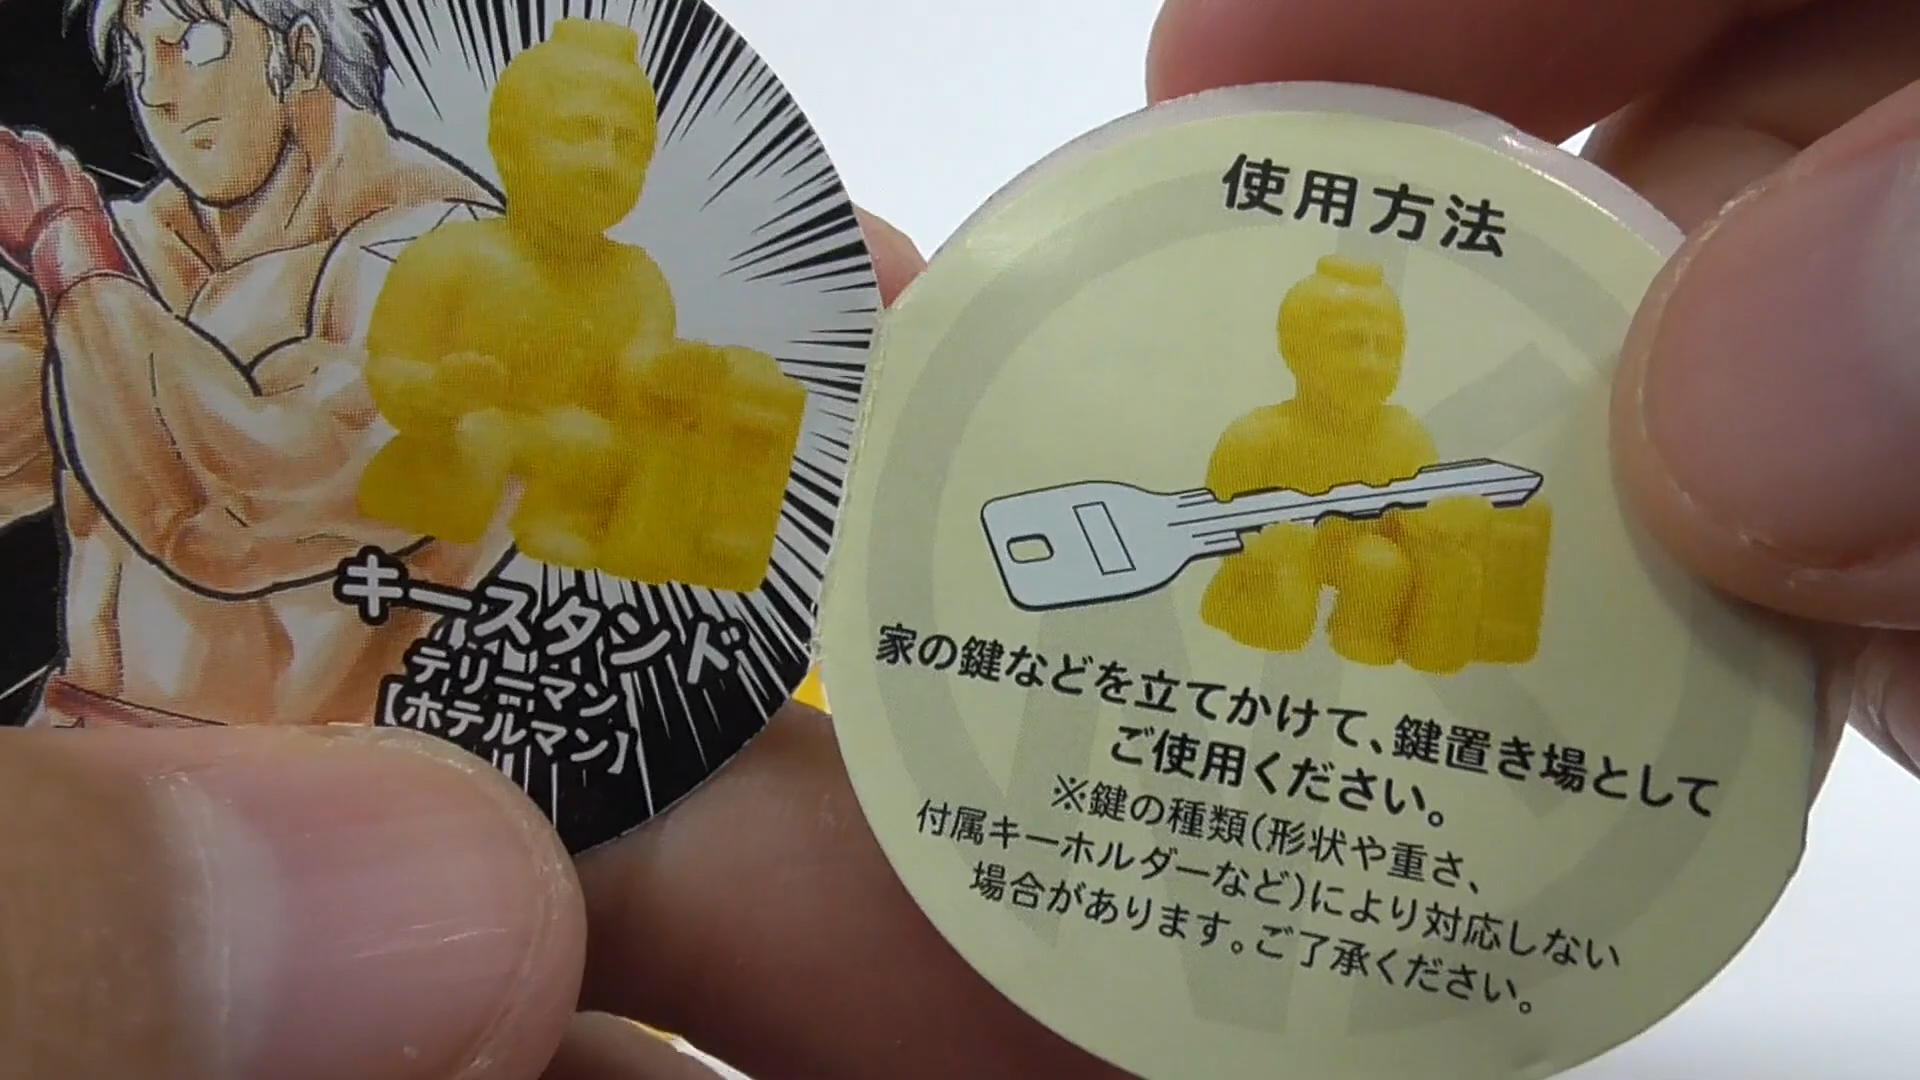 キースタンド
テリーマン
【ホテルマン】
使用方法
家の鍵などを立てかけて、鍵置き場として
ご使用ください。
※鍵の種類(形状や重さ、
付属キーホルダーなど)により対応しない
場合があります。ご了承ください。